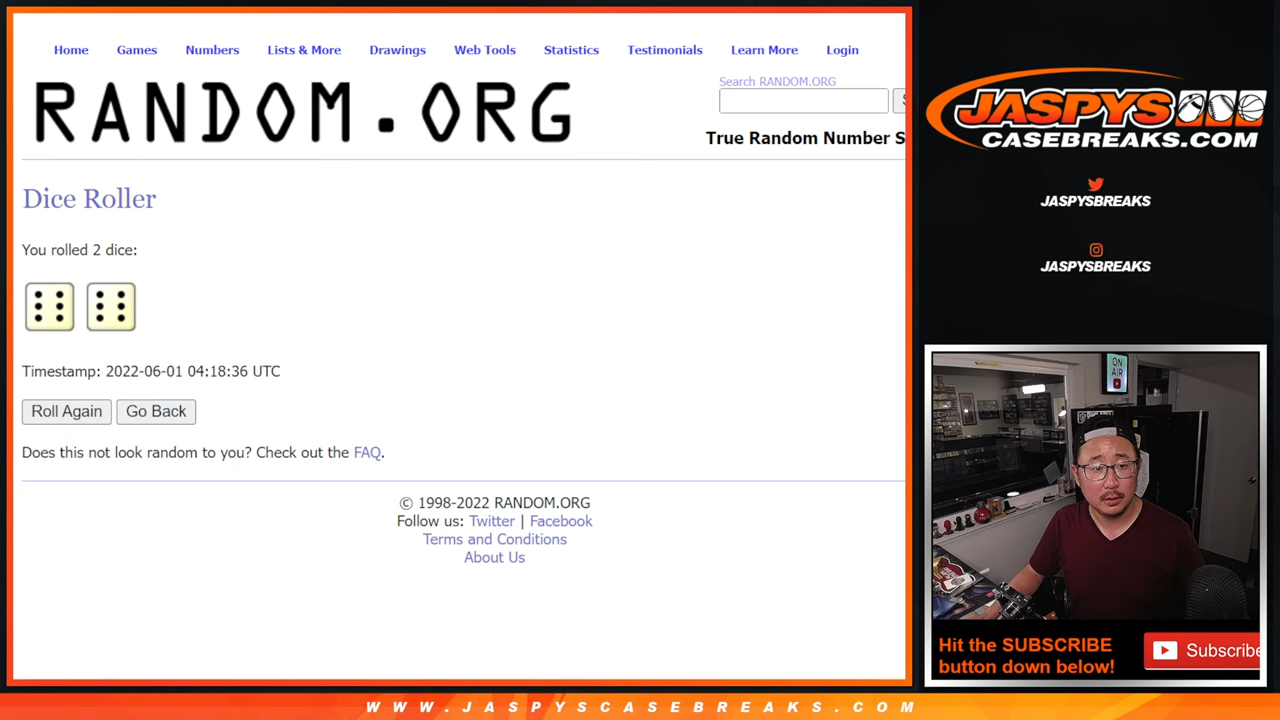 Home Games Numbers Lists & More Drawings Web Tools Statistics Testimonials Learn More Login
RANDOM.ORG
Search RANDOM.ORG
True Random Number S
Dice Roller
You rolled 2 dice:
Timestamp: 2022-06-01 04:18:36 UTC
Roll Again Go Back
Does this not look random to you? Check out the FAQ.
© 1998-2022 RANDOM.ORG
Follow us: Twitter | Facebook
Terms and Conditions
About Us
JASPYS
CASEBREAKS.COM
JASPYSBREAKS
JASPYSBREAKS
ON
AIR
Hit the SUBSCRIBE
button down below!
Subscribe
WWW.JASPYSCASEBREAKS.COM